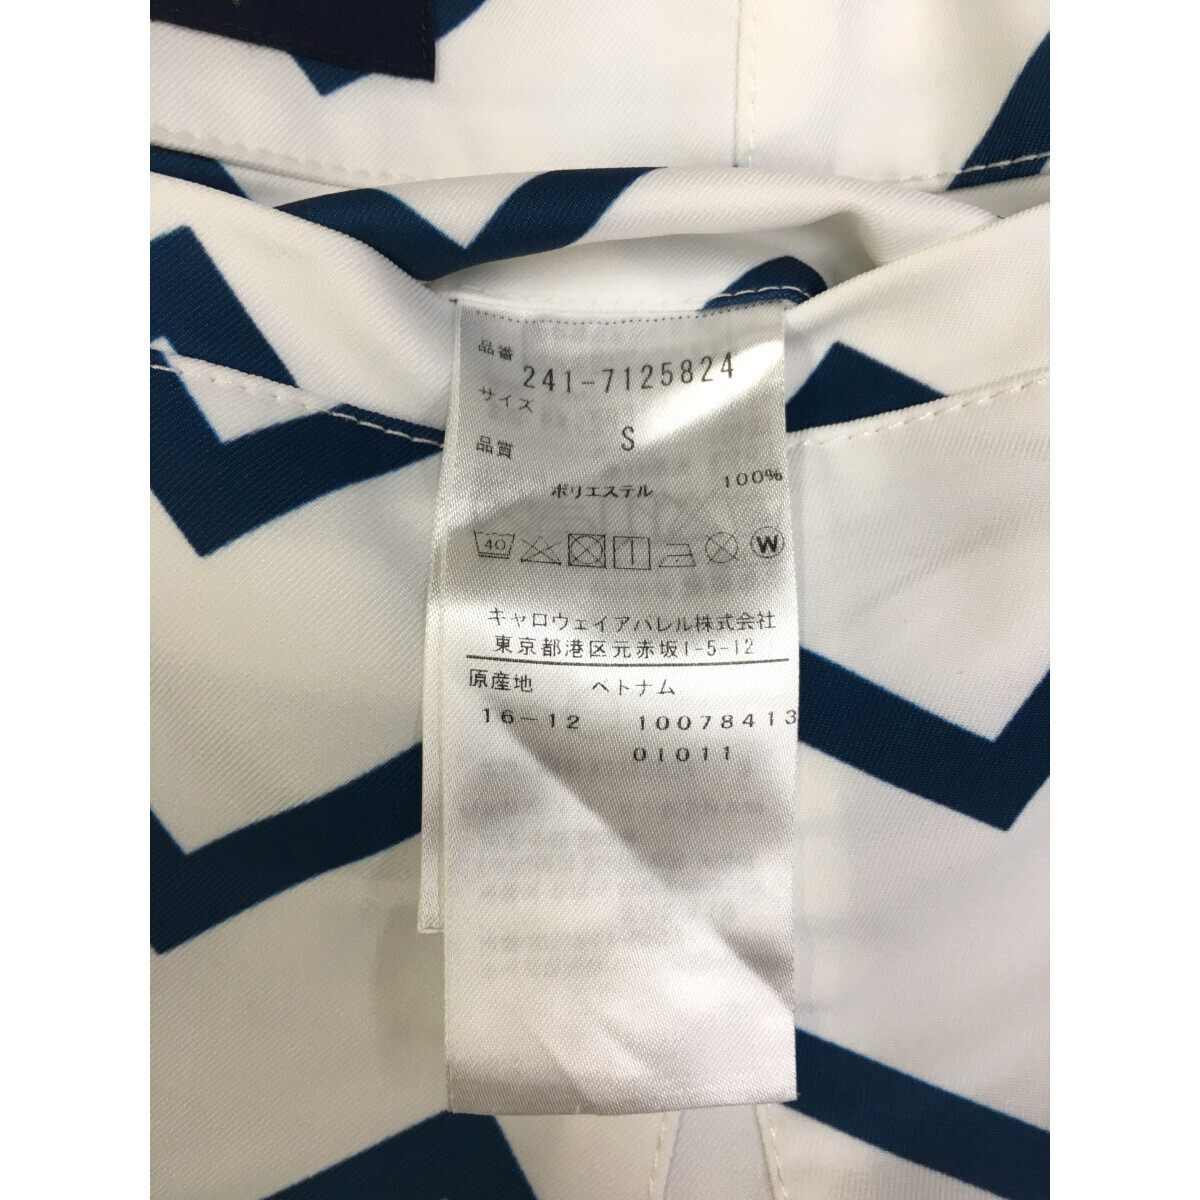 品番 241-7125824
サイズ S
品質
ポリエステル 100%
40 W
キャロウェイアパレル株式会社
東京都港区元赤坂1-5-12
原産地 ベトナム
16-12 10078413
01011